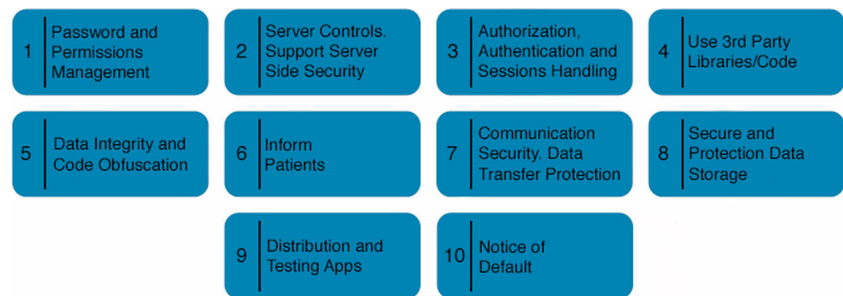 1
Password and
Permissions
Management
2
Server Controls.
Support Server
Side Security
3
Authorization,
Authentication and
Sessions Handling
4
Use 3rd Party
Libraries/Code
5
Data Integrity and
Code Obfuscation
6
Inform
Patients
7
Communication
Security. Data
Transfer Protection
8
Secure and
Protection Data
Storage
9
Distribution and
Testing Apps
10
Notice of
Default